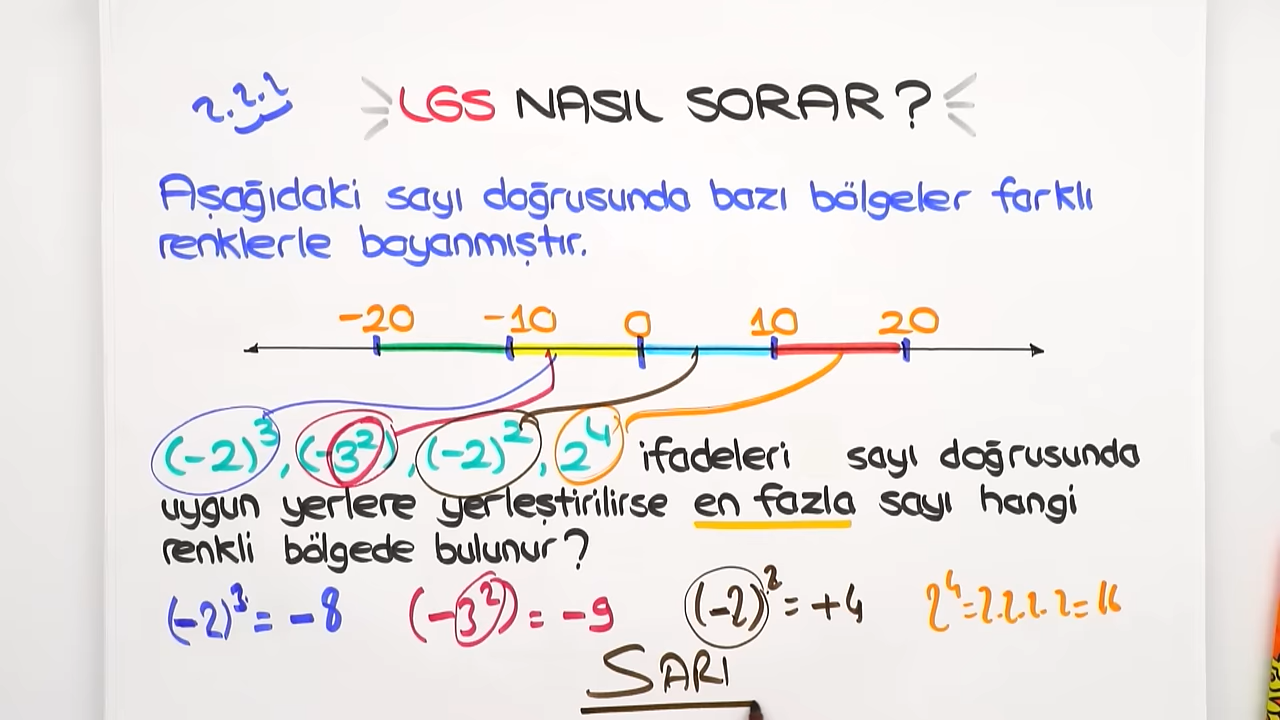 2.2.2
LGS NASIL SORAR?
Aşağıdaki sayı doğrusunda bazı bölgeler farklı
renklerle boyanmıştır.
-20 -10 0 10 20
(-2)³, (-3²), (-2)², 2⁴ ifadeleri sayı doğrusunda
uygun yerlere yerleştirilirse en fazla sayı hangi
renkli bölgede bulunur?
(-2)³ = -8 (-3²) = -9 (-2)² = +4 2⁴=2.2.2.2=16
SARI